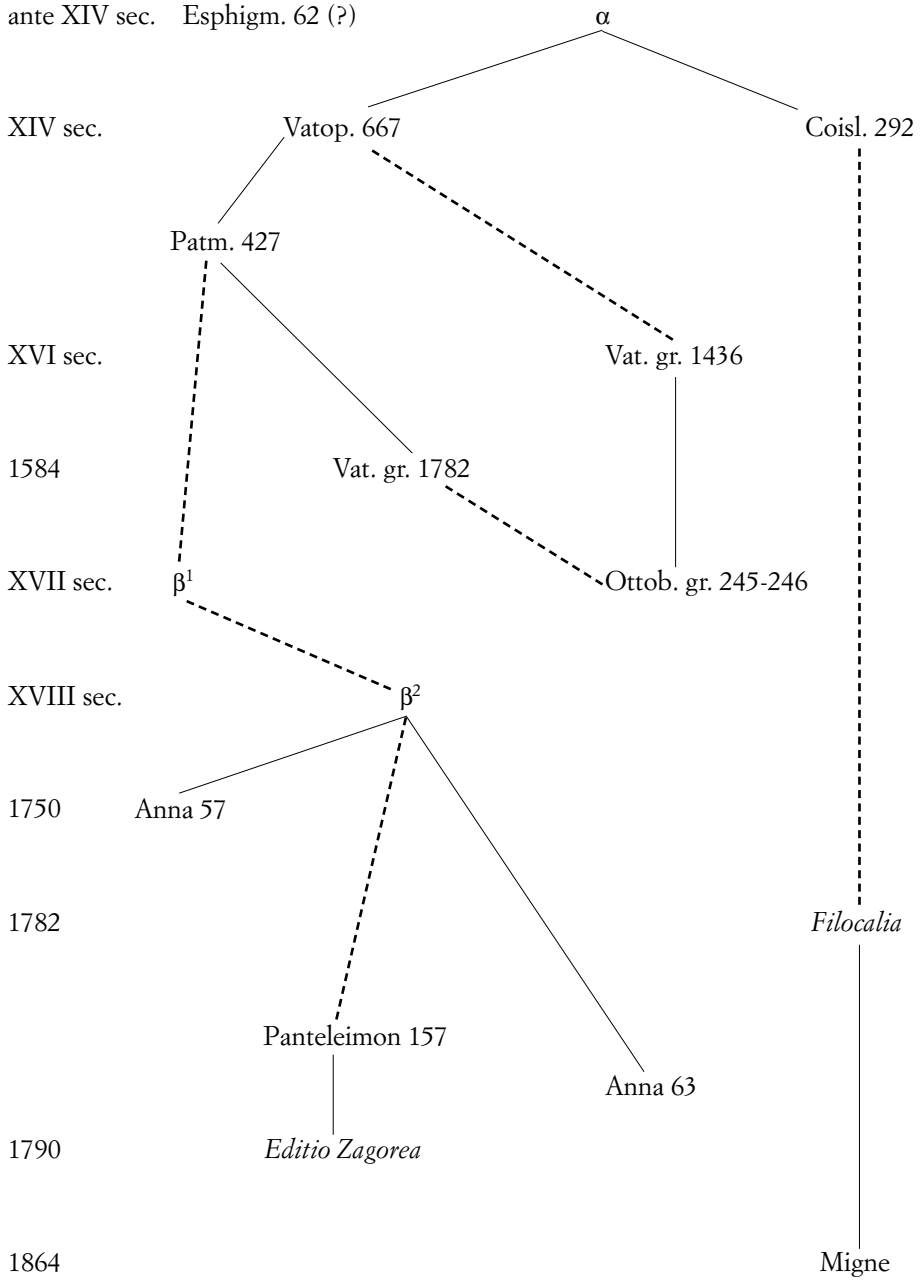 ante XIV sec. Esphigm. 62 (?) α
XIV sec. Vatop. 667 Coisl. 292
Patm. 427
XVI sec. Vat. gr. 1436
1584 Vat. gr. 1782
XVII sec. β¹ Ottob. gr. 245-246
XVIII sec. β²
1750 Anna 57
1782 Filocalia
Panteleimon 157
Anna 63
1790 Editio Zagorea
1864 Migne